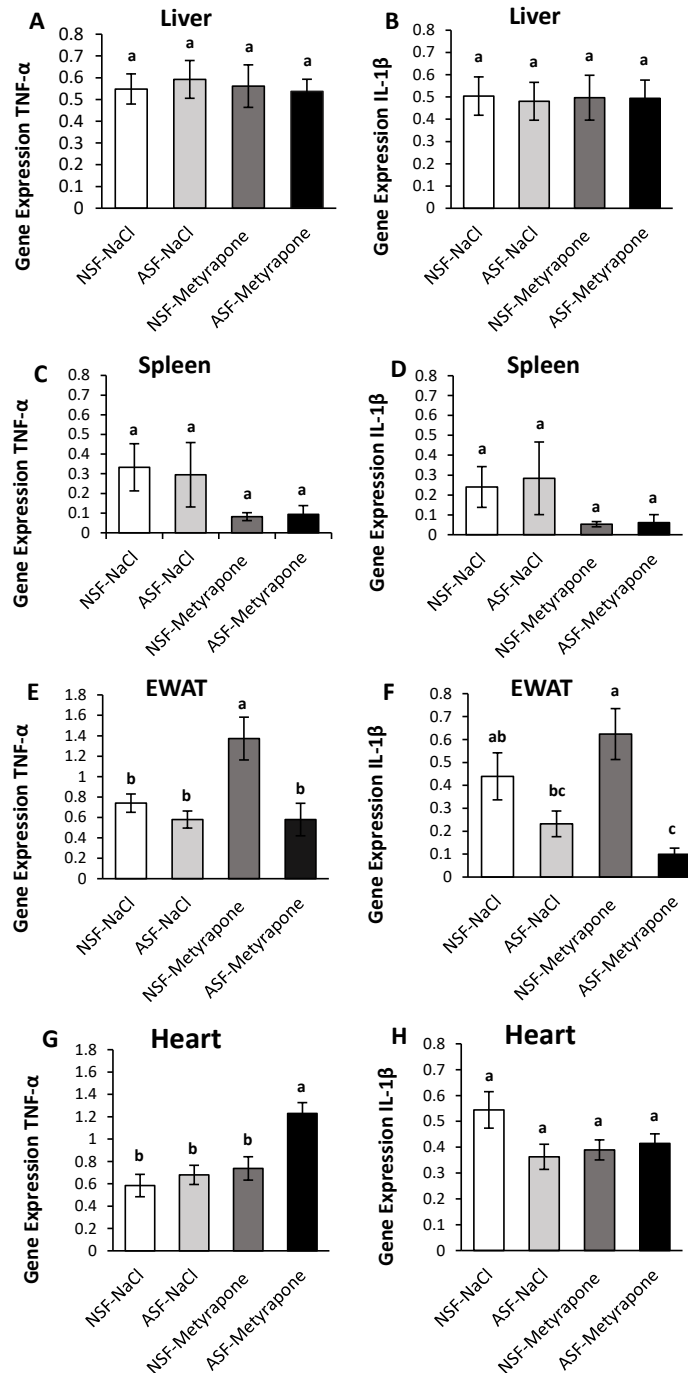 A Liver
Gene Expression TNF-α
0.8
0.7
0.6
0.5
0.4
0.3
0.2
0.1
0
a a a a
NSF-NaCl
ASF-NaCl
NSF-Metyrapone
ASF-Metyrapone
B Liver
Gene Expression IL-1β
0.8
0.7
0.6
0.5
0.4
0.3
0.2
0.1
0
a a a a
NSF-NaCl
ASF-NaCl
NSF-Metyrapone
ASF-Metyrapone
C Spleen
Gene Expression TNF-α
0.8
0.7
0.6
0.5
0.4
0.3
0.2
0.1
0
a a a a
NSF-NaCl
ASF-NaCl
NSF-Metyrapone
ASF-Metyrapone
D Spleen
Gene Expression IL-1β
0.8
0.7
0.6
0.5
0.4
0.3
0.2
0.1
0
a a a a
NSF-NaCl
ASF-NaCl
NSF-Metyrapone
ASF-Metyrapone
E EWAT
Gene Expression TNF-α
1.8
1.6
1.4
1.2
1
0.8
0.6
0.4
0.2
0
b b a b
NSF-NaCl
ASF-NaCl
NSF-Metyrapone
ASF-Metyrapone
F EWAT
Gene Expression IL-1β
0.8
0.7
0.6
0.5
0.4
0.3
0.2
0.1
0
ab bc a c
NSF-NaCl
ASF-NaCl
NSF-Metyrapone
ASF-Metyrapone
G Heart
Gene Expression TNF-α
1.8
1.6
1.4
1.2
1
0.8
0.6
0.4
0.2
0
b b b a
NSF-NaCl
ASF-NaCl
NSF-Metyrapone
ASF-Metyrapone
H Heart
Gene Expression IL-1β
0.8
0.7
0.6
0.5
0.4
0.3
0.2
0.1
0
a a a a
NSF-NaCl
ASF-NaCl
NSF-Metyrapone
ASF-Metyrapone